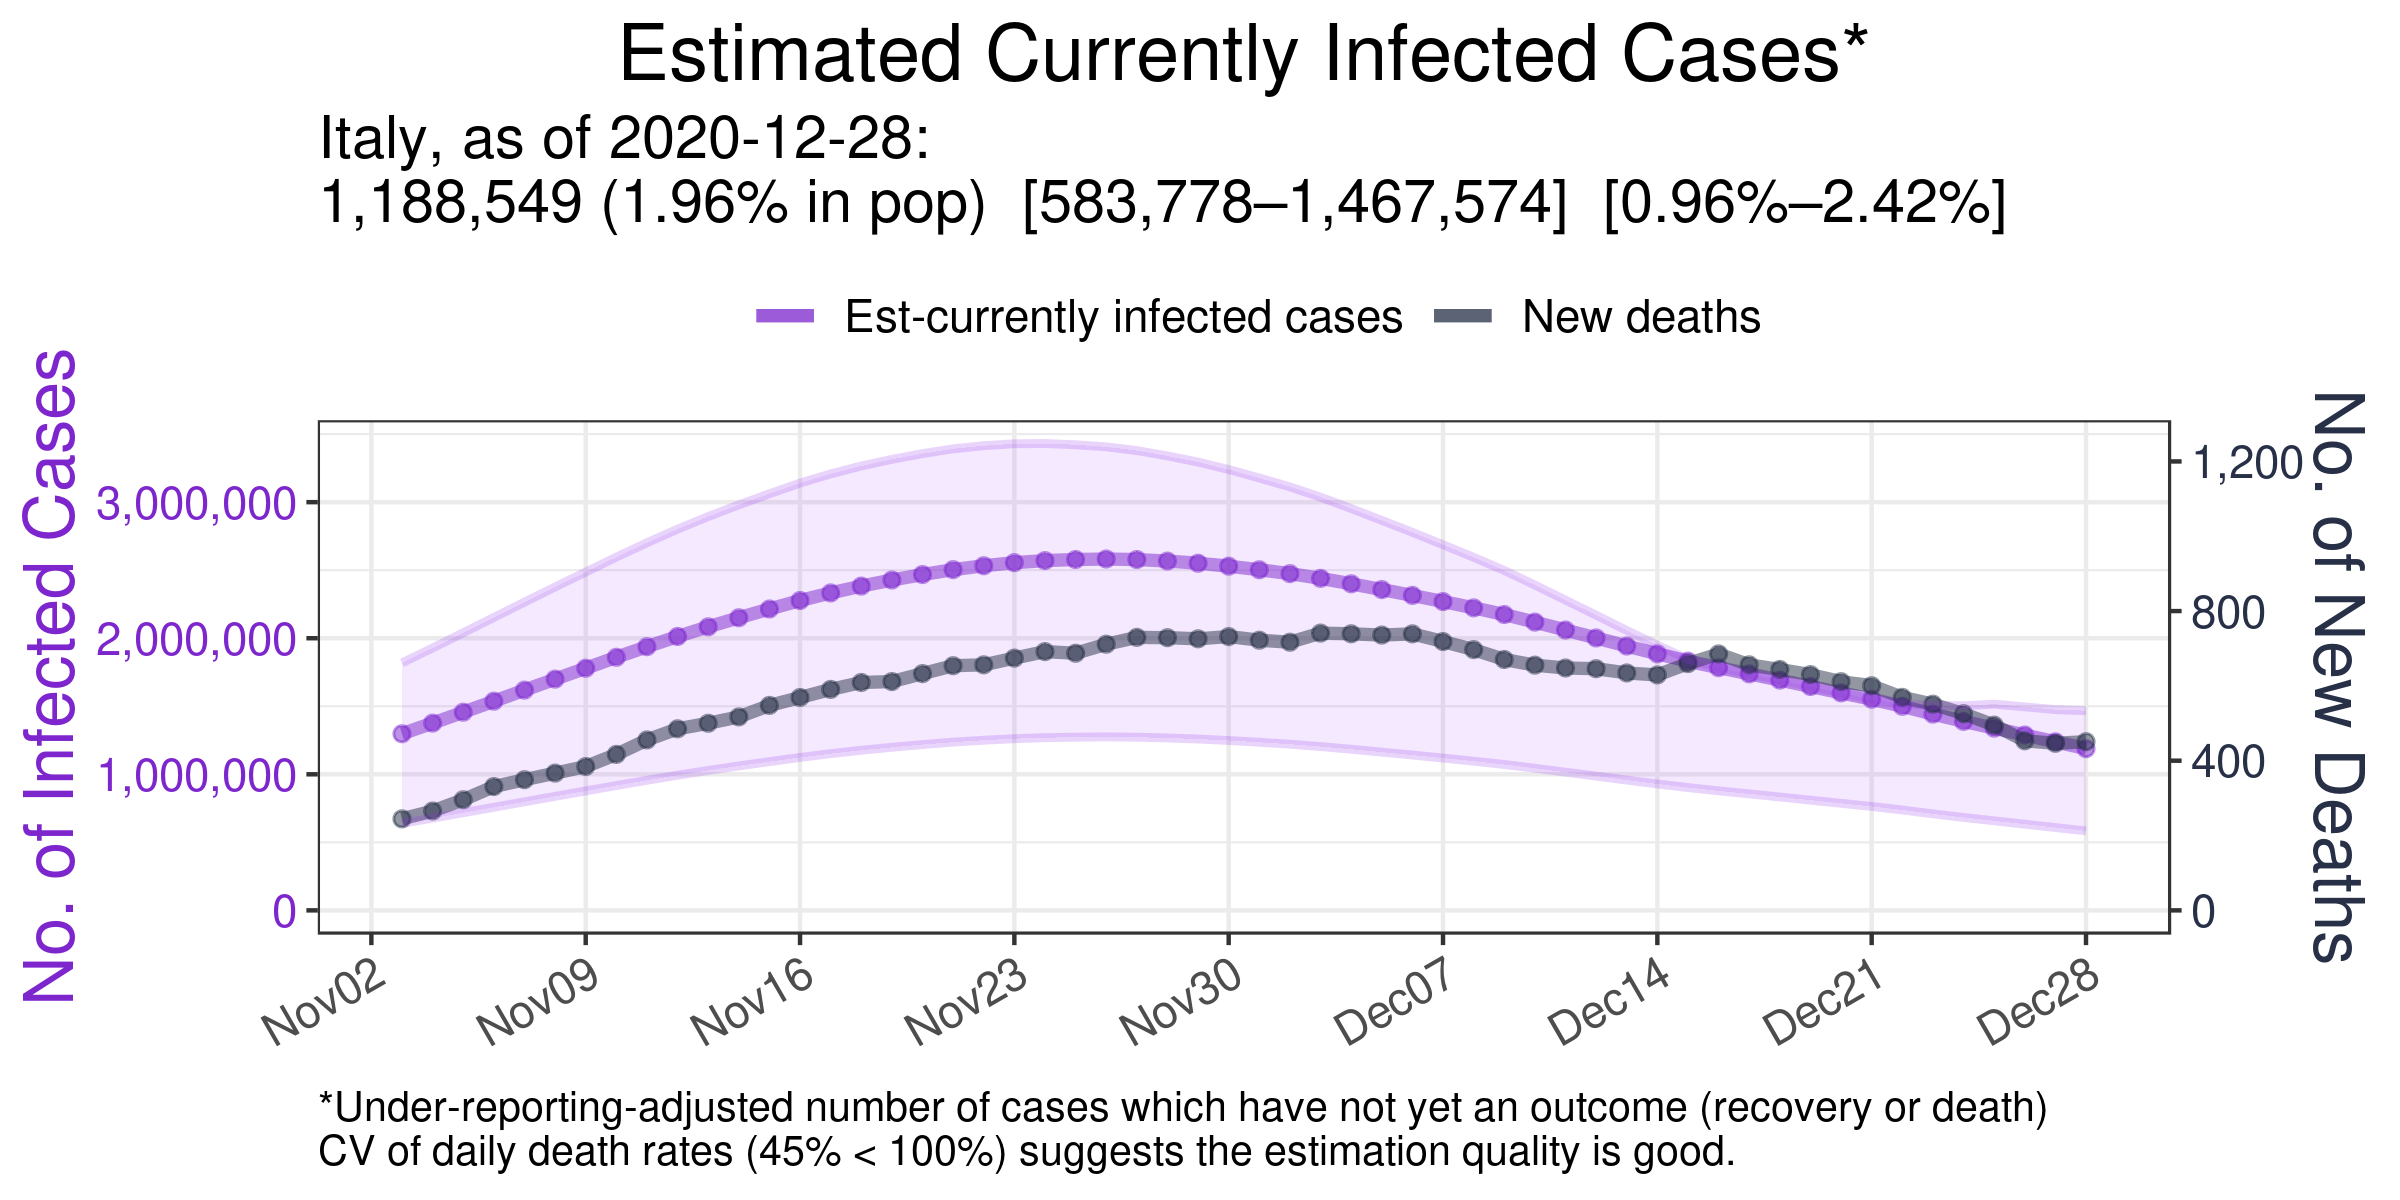 Estimated Currently Infected Cases*
Italy, as of 2020-12-28:
1,188,549 (1.96% in pop)  [583,778–1,467,574]  [0.96%–2.42%]
Est-currently infected cases
New deaths
No. of Infected Cases
3,000,000
2,000,000
1,000,000
0
1,200
800
400
0
No. of New Deaths
Nov02
Nov09
Nov16
Nov23
Nov30
Dec07
Dec14
Dec21
Dec28
*Under-reporting-adjusted number of cases which have not yet an outcome (recovery or death)
CV of daily death rates (45% < 100%) suggests the estimation quality is good.